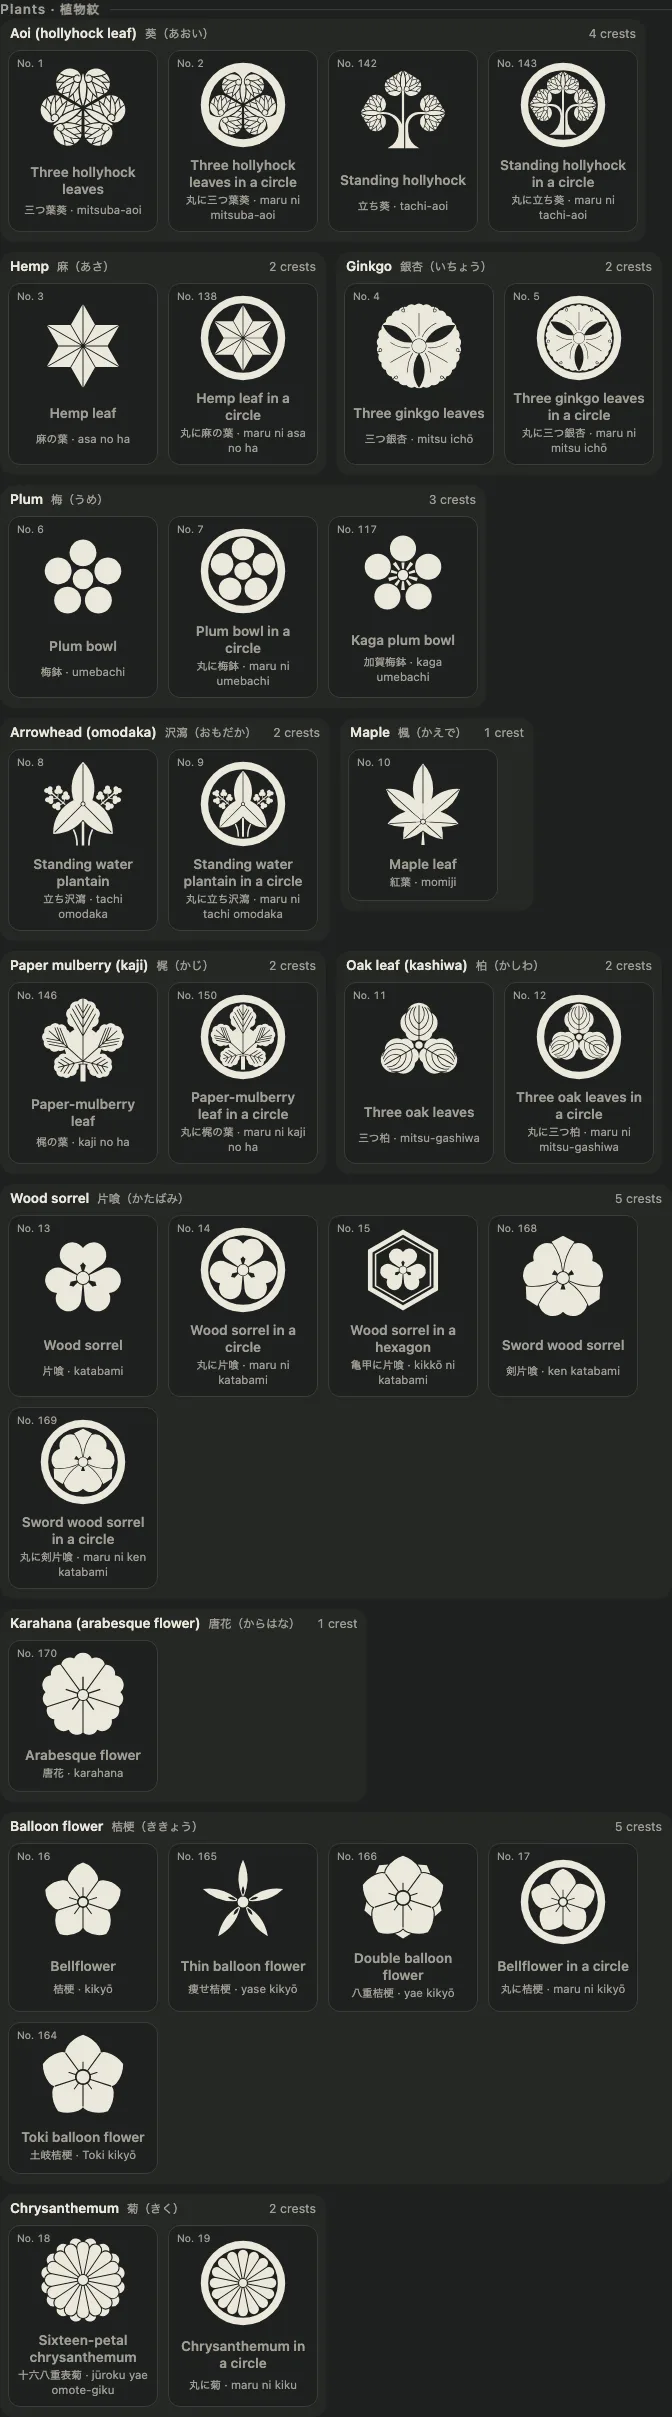 Plants · 植物紋
Aoi (hollyhock leaf) 葵（あおい） 4 crests
No. 1
Three hollyhock
leaves
三つ葉葵 · mitsuba-aoi
No. 2
Three hollyhock
leaves in a circle
丸に三つ葉葵 · maru ni
mitsuba-aoi
No. 142
Standing hollyhock
立ち葵 · tachi-aoi
No. 143
Standing hollyhock
in a circle
丸に立ち葵 · maru ni
tachi-aoi
Hemp 麻（あさ） 2 crests
No. 3
Hemp leaf
麻の葉 · asa no ha
No. 138
Hemp leaf in a
circle
丸に麻の葉 · maru ni asa
no ha
Ginkgo 銀杏（いちょう） 2 crests
No. 4
Three ginkgo leaves
三つ銀杏 · mitsu ichō
No. 5
Three ginkgo leaves
in a circle
丸に三つ銀杏 · maru ni
mitsu ichō
Plum 梅（うめ） 3 crests
No. 6
Plum bowl
梅鉢 · umebachi
No. 7
Plum bowl in a
circle
丸に梅鉢 · maru ni
umebachi
No. 117
Kaga plum bowl
加賀梅鉢 · kaga
umebachi
Arrowhead (omodaka) 沢瀉（おもだか） 2 crests
No. 8
Standing water
plantain
立ち沢瀉 · tachi
omodaka
No. 9
Standing water
plantain in a circle
丸に立ち沢瀉 · maru ni
tachi omodaka
Maple 楓（かえで） 1 crest
No. 10
Maple leaf
紅葉 · momiji
Paper mulberry (kaji) 梶（かじ） 2 crests
No. 146
Paper-mulberry
leaf
梶の葉 · kaji no ha
No. 150
Paper-mulberry
leaf in a circle
丸に梶の葉 · maru ni kaji
no ha
Oak leaf (kashiwa) 柏（かしわ） 2 crests
No. 11
Three oak leaves
三つ柏 · mitsu-gashiwa
No. 12
Three oak leaves in
a circle
丸に三つ柏 · maru ni
mitsu-gashiwa
Wood sorrel 片喰（かたばみ） 5 crests
No. 13
Wood sorrel
片喰 · katabami
No. 14
Wood sorrel in a
circle
丸に片喰 · maru ni
katabami
No. 15
Wood sorrel in a
hexagon
亀甲に片喰 · kikkō ni
katabami
No. 168
Sword wood sorrel
剣片喰 · ken katabami
No. 169
Sword wood sorrel
in a circle
丸に剣片喰 · maru ni ken
katabami
Karahana (arabesque flower) 唐花（からはな） 1 crest
No. 170
Arabesque flower
唐花 · karahana
Balloon flower 桔梗（ききょう） 5 crests
No. 16
Bellflower
桔梗 · kikyō
No. 165
Thin balloon flower
痩せ桔梗 · yase kikyō
No. 166
Double balloon
flower
八重桔梗 · yae kikyō
No. 17
Bellflower in a circle
丸に桔梗 · maru ni kikyō
No. 164
Toki balloon flower
土岐桔梗 · Toki kikyō
Chrysanthemum 菊（きく） 2 crests
No. 18
Sixteen-petal
chrysanthemum
十六八重表菊 · jūroku yae
omote-giku
No. 19
Chrysanthemum in
a circle
丸に菊 · maru ni kiku